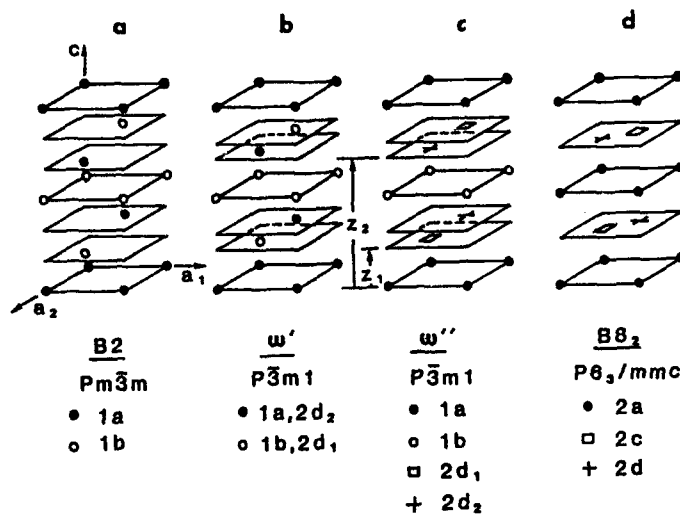 a b c d
c
a₁
a₂
z₂
z₁
B2 ω′ ω″ B8₂
Pm3̄m P3̄m1 P3̄m1 P6₃/mmc
● 1a ● 1a,2d₂ ● 1a ● 2a
○ 1b ○ 1b,2d₁ ○ 1b □ 2c
□ 2d₁ + 2d
+ 2d₂